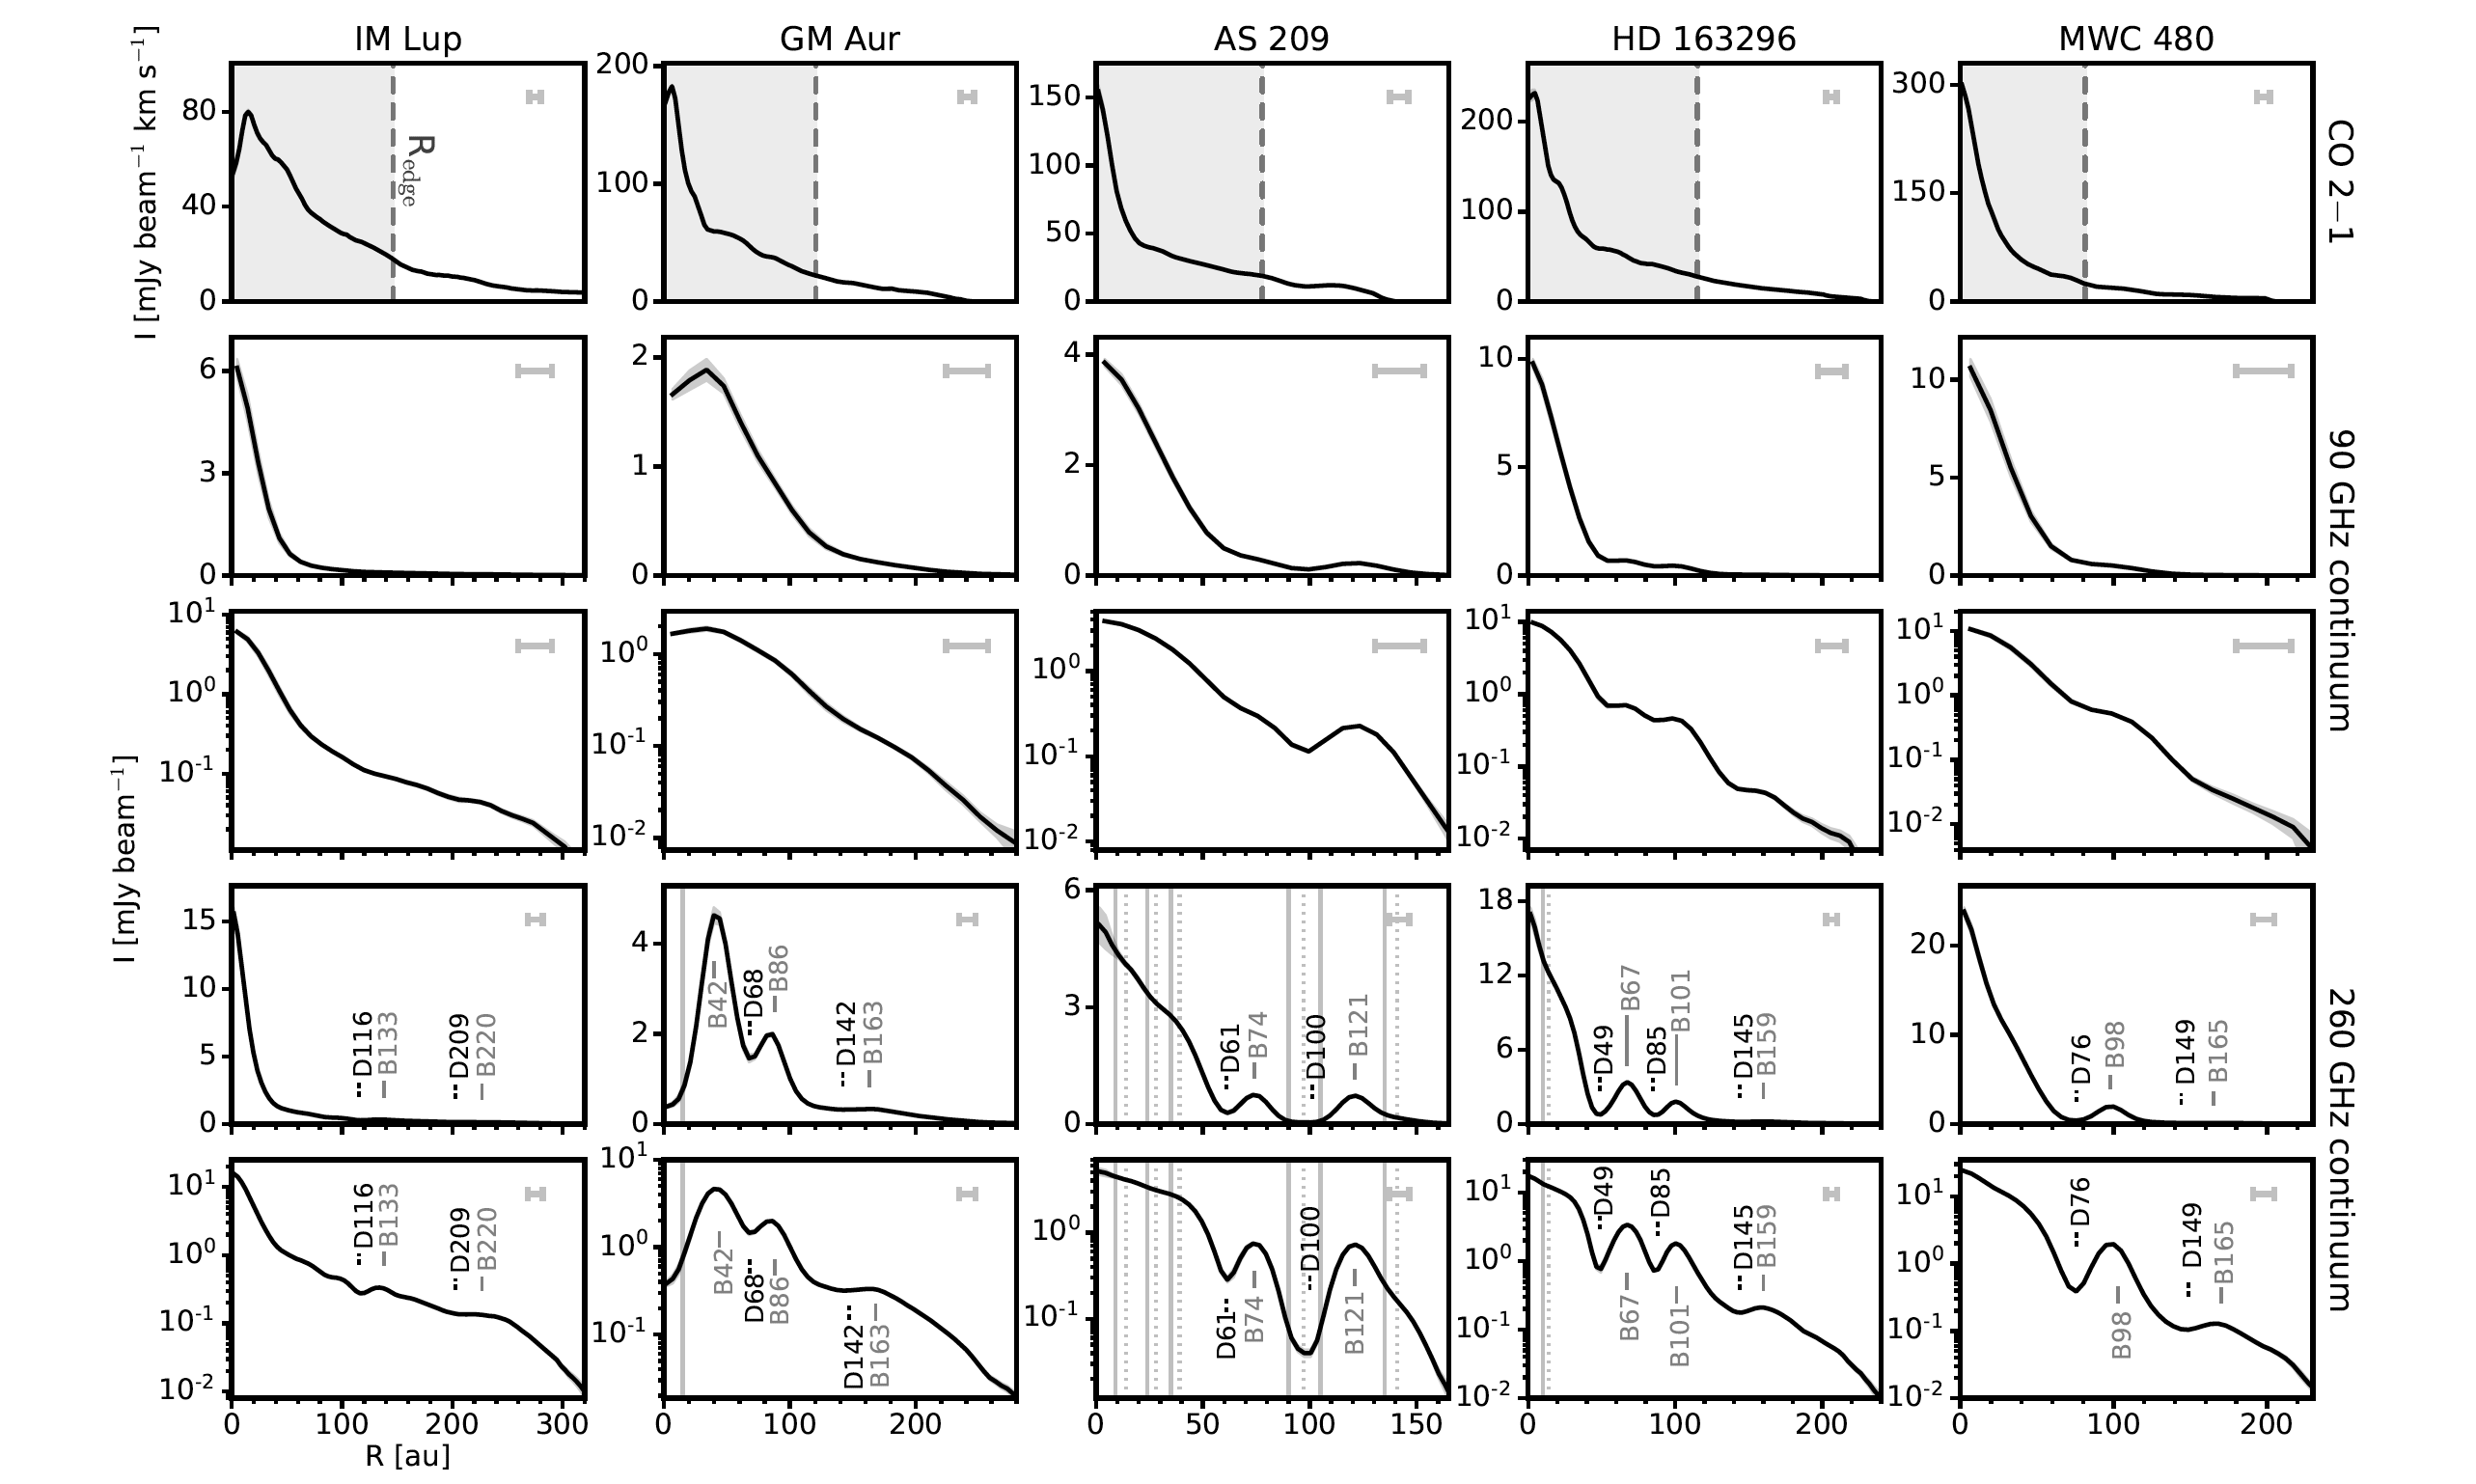 IM Lup
GM Aur
AS 209
HD 163296
MWC 480
I [mJy beam⁻¹ km s⁻¹]
80
40
0
R_edge
200
100
0
150
100
50
0
200
100
0
300
150
0
CO 2−1
6
3
0
2
1
0
4
2
0
10
5
0
10
5
0
90 GHz continuum
I [mJy beam⁻¹]
10¹
10⁰
10⁻¹
10⁰
10⁻¹
10⁻²
10⁰
10⁻¹
10⁻²
10¹
10⁰
10⁻¹
10⁻²
10¹
10⁰
10⁻¹
10⁻²
15
10
5
0
D116
B133
D209
B220
4
2
0
B42
D68
B86
D142
B163
6
3
0
D61
B74
D100
B121
18
12
6
0
D49
B67
D85
B101
D145
B159
20
10
0
D76
B98
D149
B165
260 GHz continuum
10¹
10⁰
10⁻¹
10⁻²
D116
B133
D209
B220
10¹
10⁰
10⁻¹
B42
D68
B86
D142
B163
10⁰
10⁻¹
D61
B74
D100
B121
10¹
10⁰
10⁻¹
10⁻²
D49
B67
D85
B101
D145
B159
10¹
10⁰
10⁻¹
10⁻²
D76
B98
D149
B165
0 100 200 300
0 100 200
0 50 100 150
0 100 200
0 100 200
R [au]